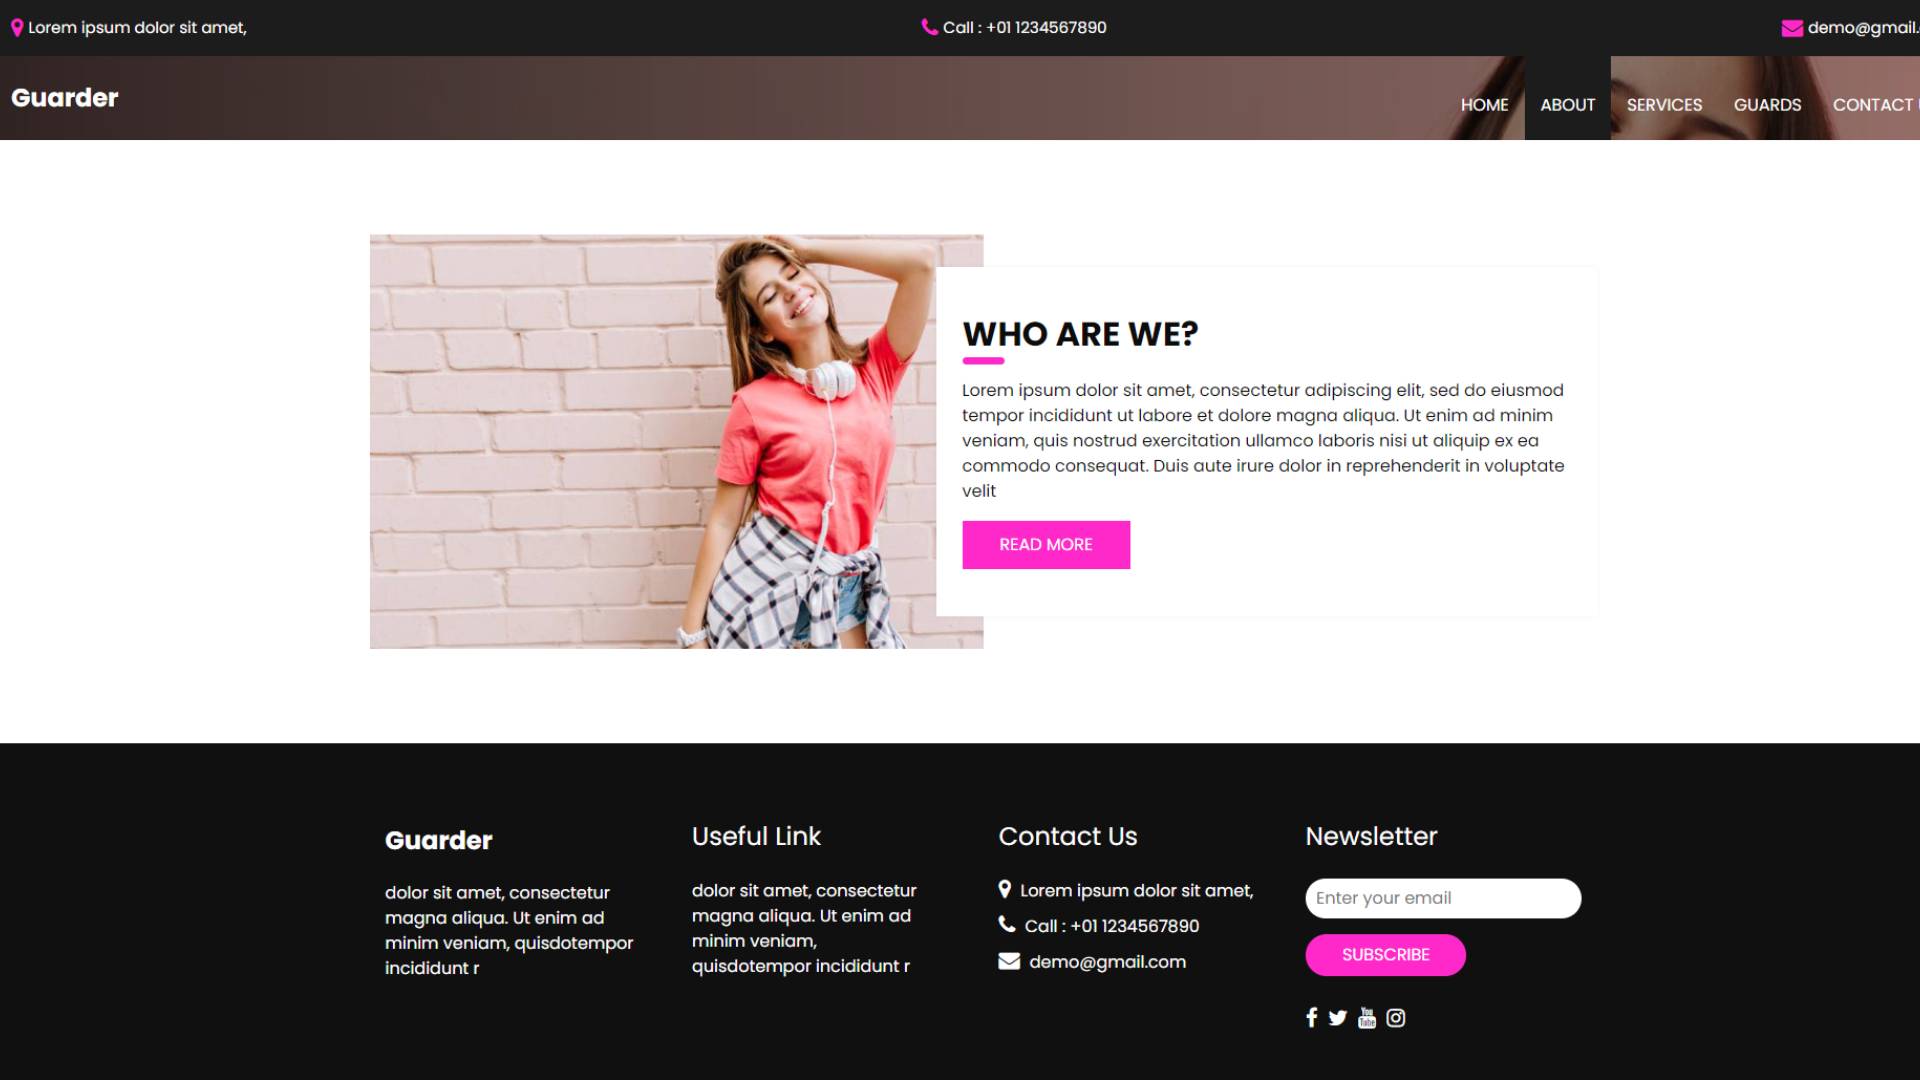 Lorem ipsum dolor sit amet,
Call : +01 1234567890
demo@gmail.
Guarder
HOME
ABOUT
SERVICES
GUARDS
CONTACT
WHO ARE WE?
Lorem ipsum dolor sit amet, consectetur adipiscing elit, sed do eiusmod
tempor incididunt ut labore et dolore magna aliqua. Ut enim ad minim
veniam, quis nostrud exercitation ullamco laboris nisi ut aliquip ex ea
commodo consequat. Duis aute irure dolor in reprehenderit in voluptate
velit
READ MORE
Guarder
dolor sit amet, consectetur
magna aliqua. Ut enim ad
minim veniam, quisdotempor
incididunt r
Useful Link
dolor sit amet, consectetur
magna aliqua. Ut enim ad
minim veniam,
quisdotempor incididunt r
Contact Us
Lorem ipsum dolor sit amet,
Call : +01 1234567890
demo@gmail.com
Newsletter
Enter your email
SUBSCRIBE
You
Tube